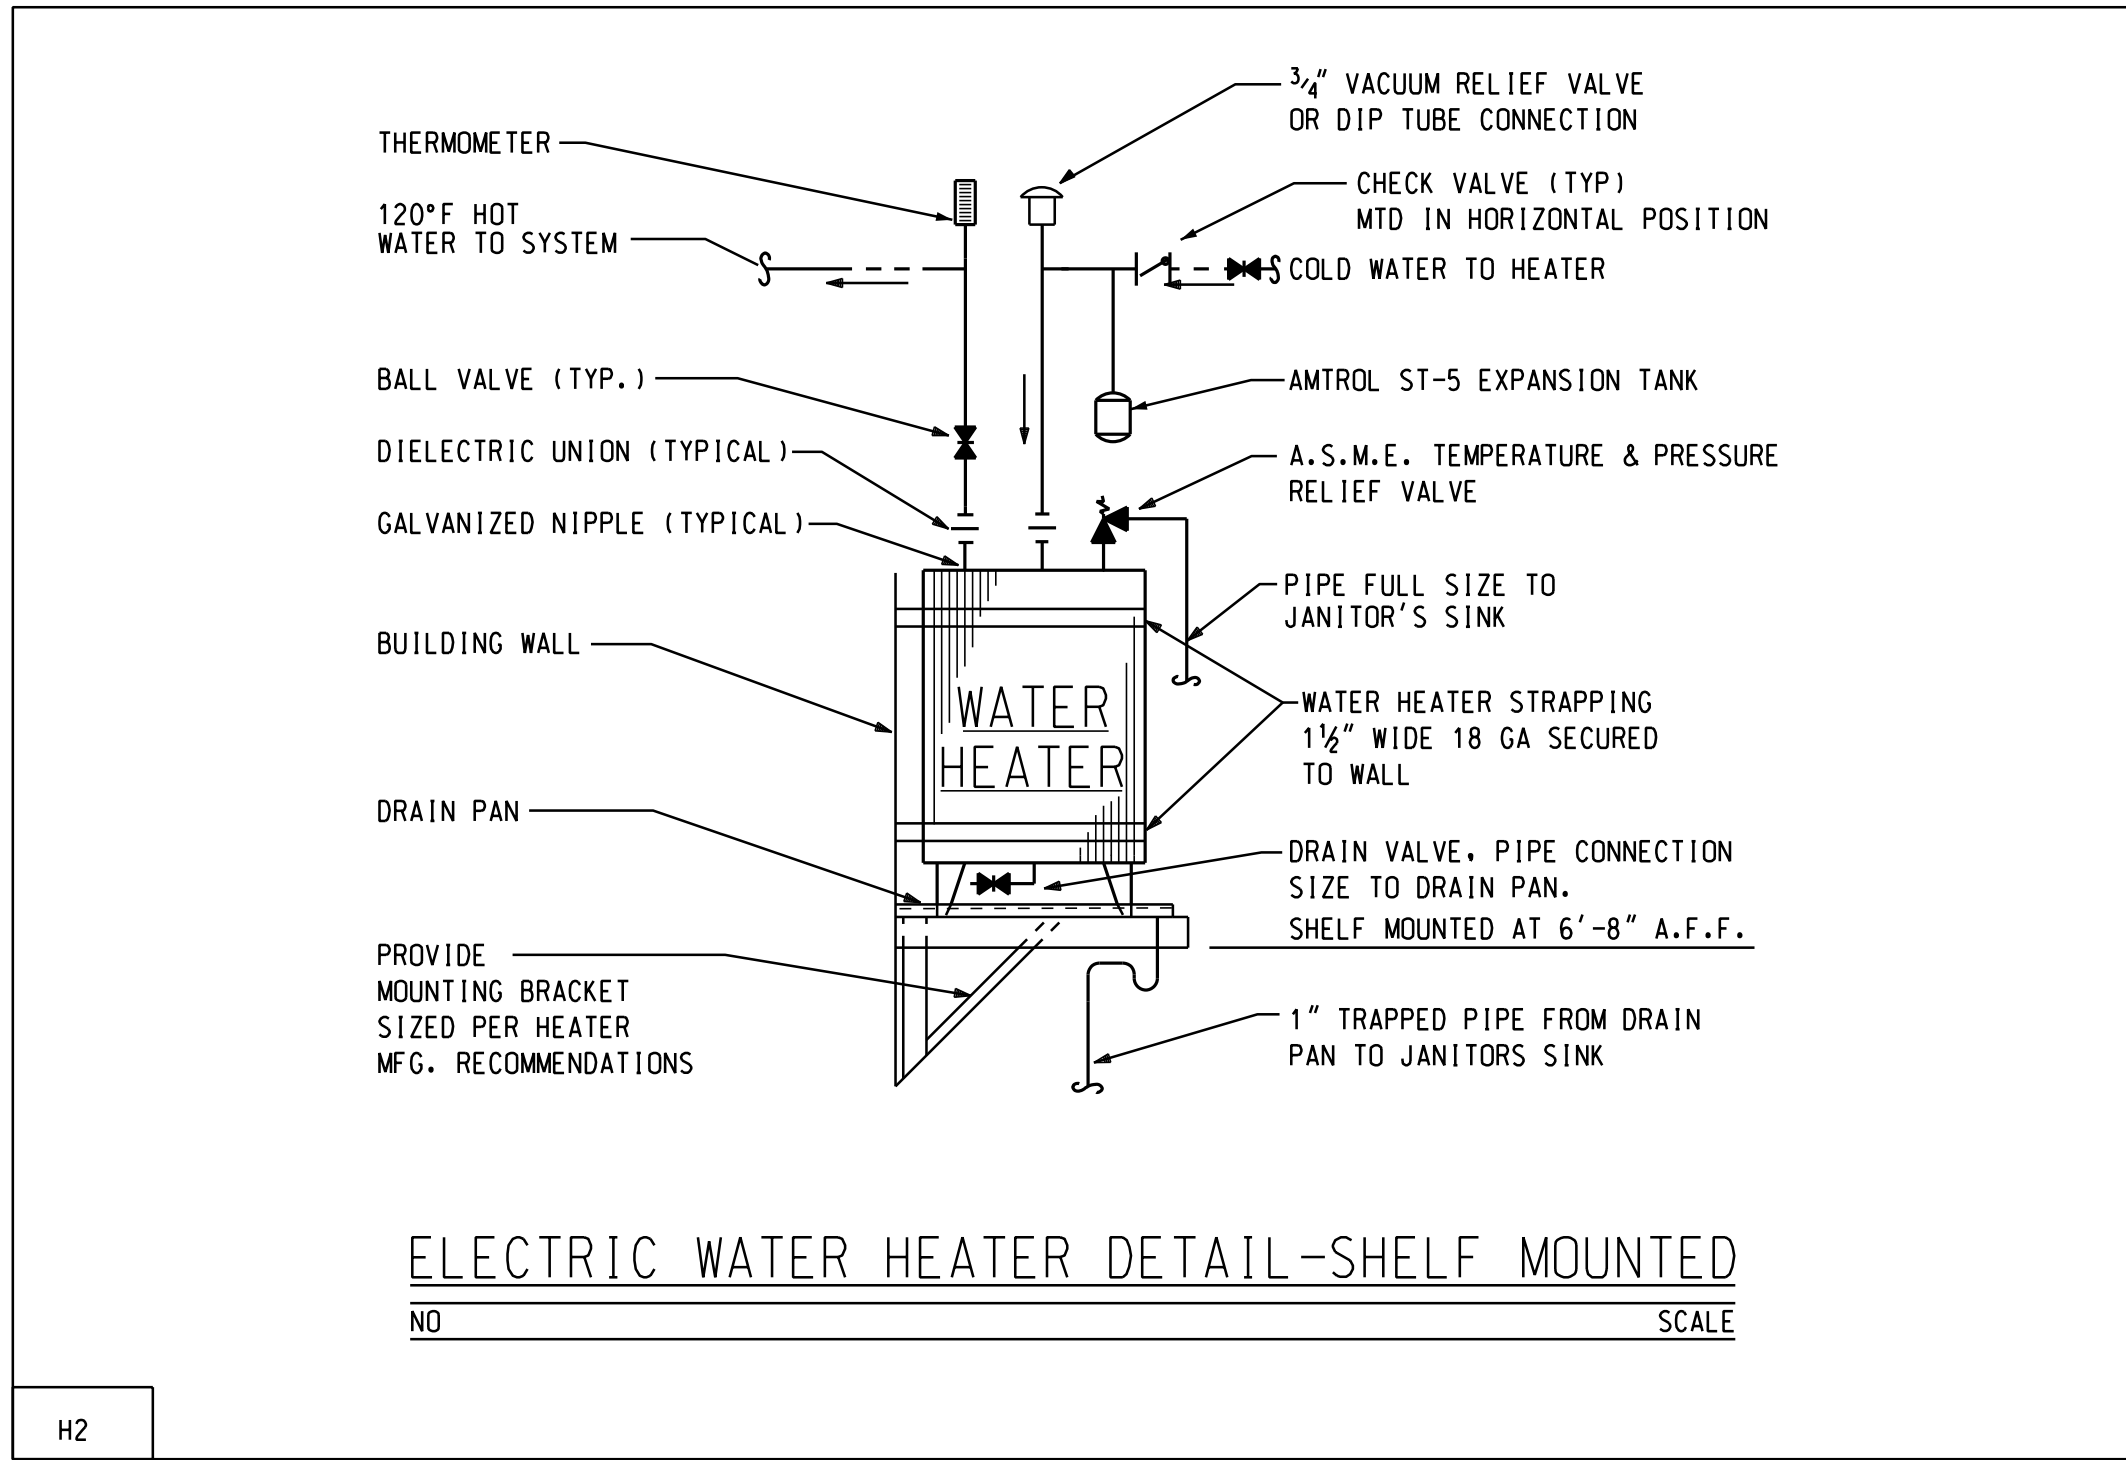 THERMOMETER
120°F HOT
WATER TO SYSTEM
BALL VALVE (TYP.)
DIELECTRIC UNION (TYPICAL)
GALVANIZED NIPPLE (TYPICAL)
BUILDING WALL
DRAIN PAN
PROVIDE
MOUNTING BRACKET
SIZED PER HEATER
MFG. RECOMMENDATIONS
WATER
HEATER
3/4" VACUUM RELIEF VALVE
OR DIP TUBE CONNECTION
CHECK VALVE (TYP)
MTD IN HORIZONTAL POSITION
COLD WATER TO HEATER
AMTROL ST-5 EXPANSION TANK
A.S.M.E. TEMPERATURE & PRESSURE
RELIEF VALVE
PIPE FULL SIZE TO
JANITOR'S SINK
WATER HEATER STRAPPING
1½" WIDE 18 GA SECURED
TO WALL
DRAIN VALVE, PIPE CONNECTION
SIZE TO DRAIN PAN.
SHELF MOUNTED AT 6'-8" A.F.F.
1" TRAPPED PIPE FROM DRAIN
PAN TO JANITORS SINK
ELECTRIC WATER HEATER DETAIL-SHELF MOUNTED
NO SCALE
H2